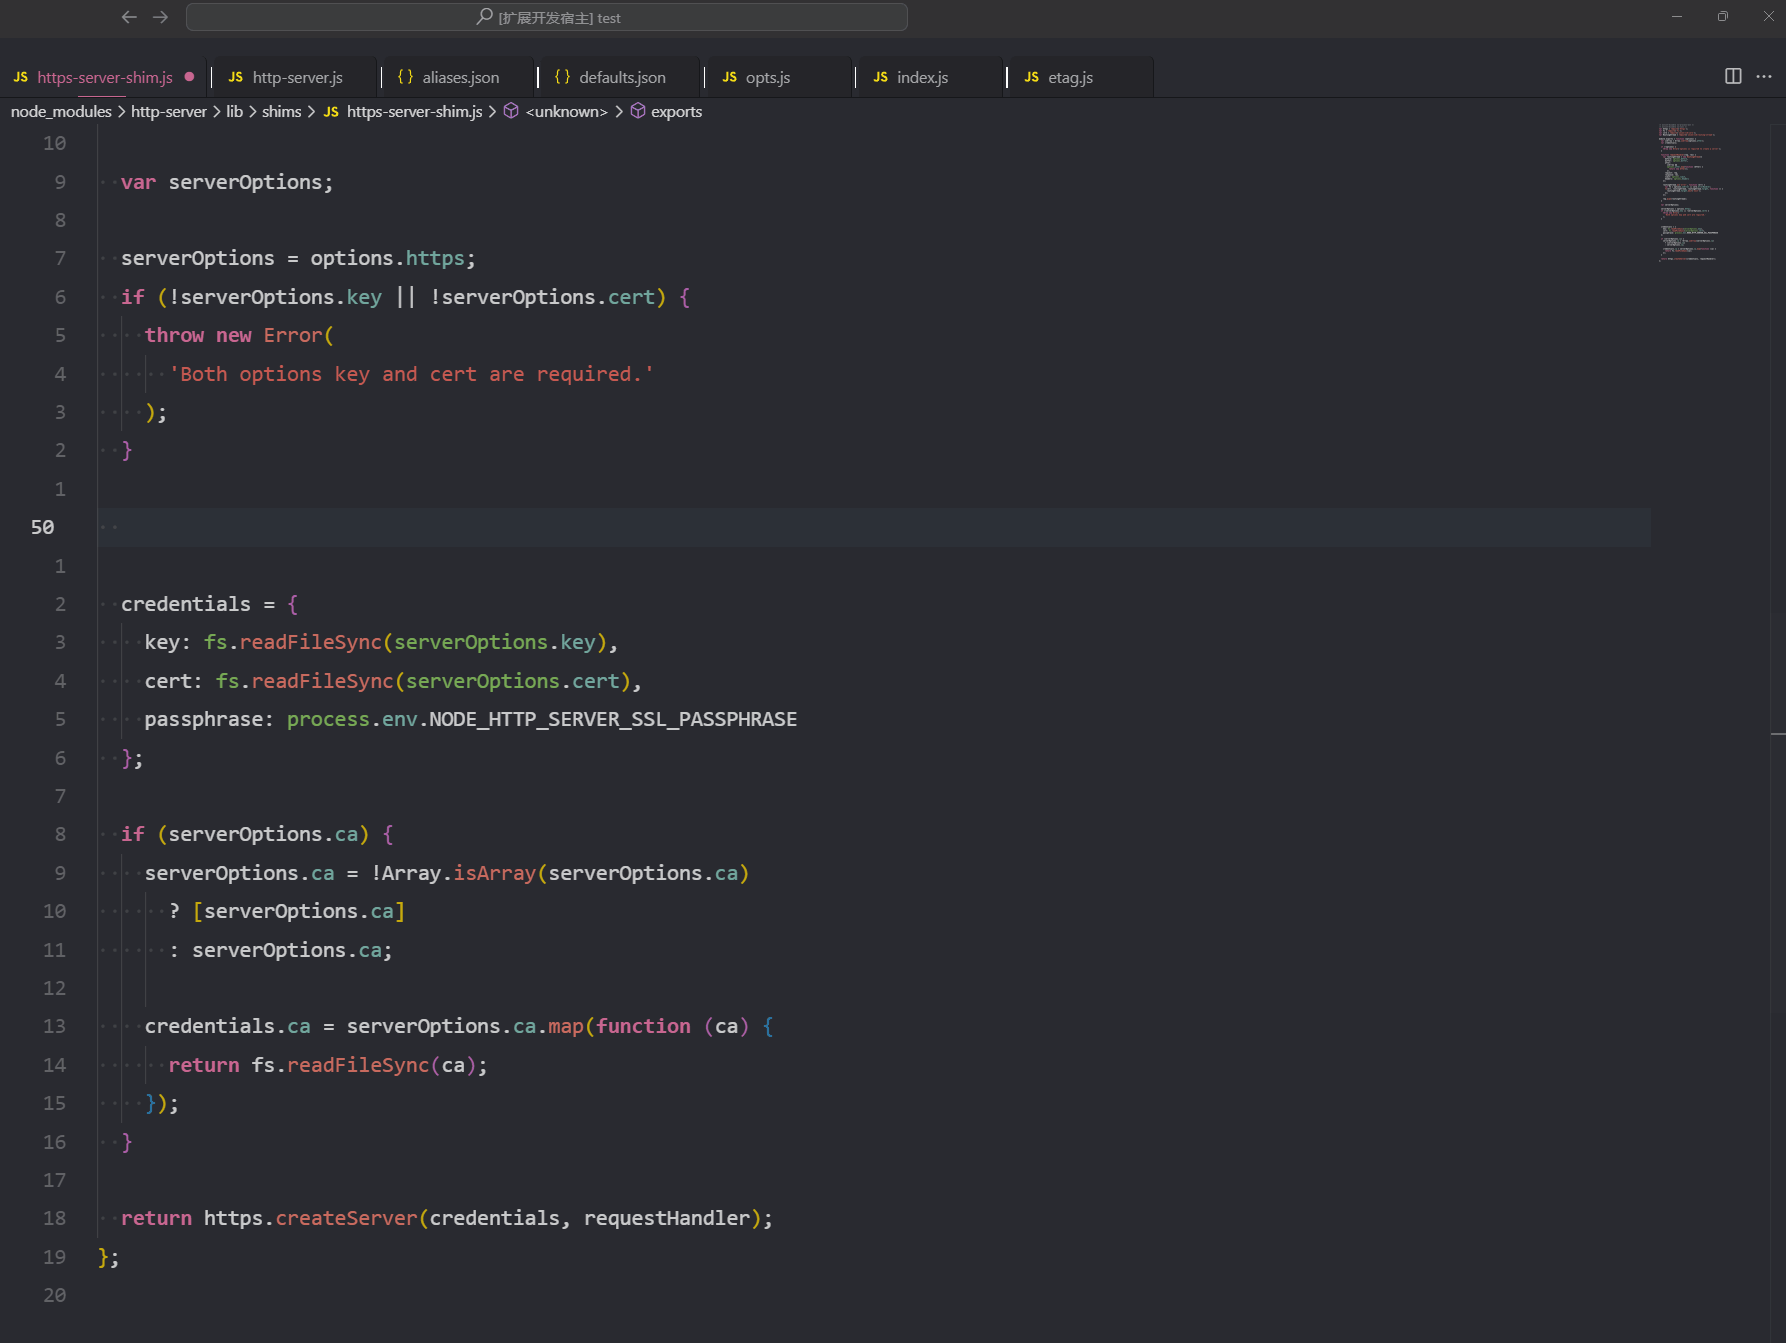 [扩展开发宿主] test
JS https-server-shim.js
JS http-server.js
{} aliases.json
{} defaults.json
JS opts.js
JS index.js
JS etag.js
node_modules > http-server > lib > shims > JS https-server-shim.js > <unknown> > exports
10
9 var serverOptions;
8
7 serverOptions = options.https;
6 if (!serverOptions.key || !serverOptions.cert) {
5 throw new Error(
4 'Both options key and cert are required.'
3 );
2 }
1
50
1
2 credentials = {
3 key: fs.readFileSync(serverOptions.key),
4 cert: fs.readFileSync(serverOptions.cert),
5 passphrase: process.env.NODE_HTTP_SERVER_SSL_PASSPHRASE
6 };
7
8 if (serverOptions.ca) {
9 serverOptions.ca = !Array.isArray(serverOptions.ca)
10 ? [serverOptions.ca]
11 : serverOptions.ca;
12
13 credentials.ca = serverOptions.ca.map(function (ca) {
14 return fs.readFileSync(ca);
15 });
16 }
17
18 return https.createServer(credentials, requestHandler);
19 };
20